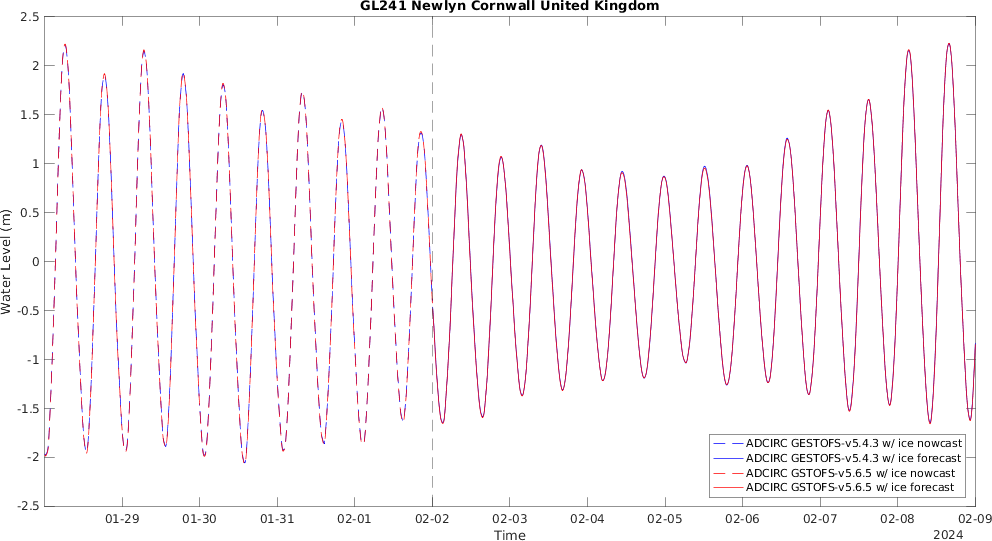 GL241 Newlyn Cornwall United Kingdom
2.5
2
1.5
1
0.5
0
-0.5
-1
-1.5
-2
-2.5
Water Level (m)
ADCIRC GESTOFS-v5.4.3 w/ ice nowcast
ADCIRC GESTOFS-v5.4.3 w/ ice forecast
ADCIRC GSTOFS-v5.6.5 w/ ice nowcast
ADCIRC GSTOFS-v5.6.5 w/ ice forecast
01-29 01-30 01-31 02-01 02-02 02-03 02-04 02-05 02-06 02-07 02-08 02-09
Time
2024